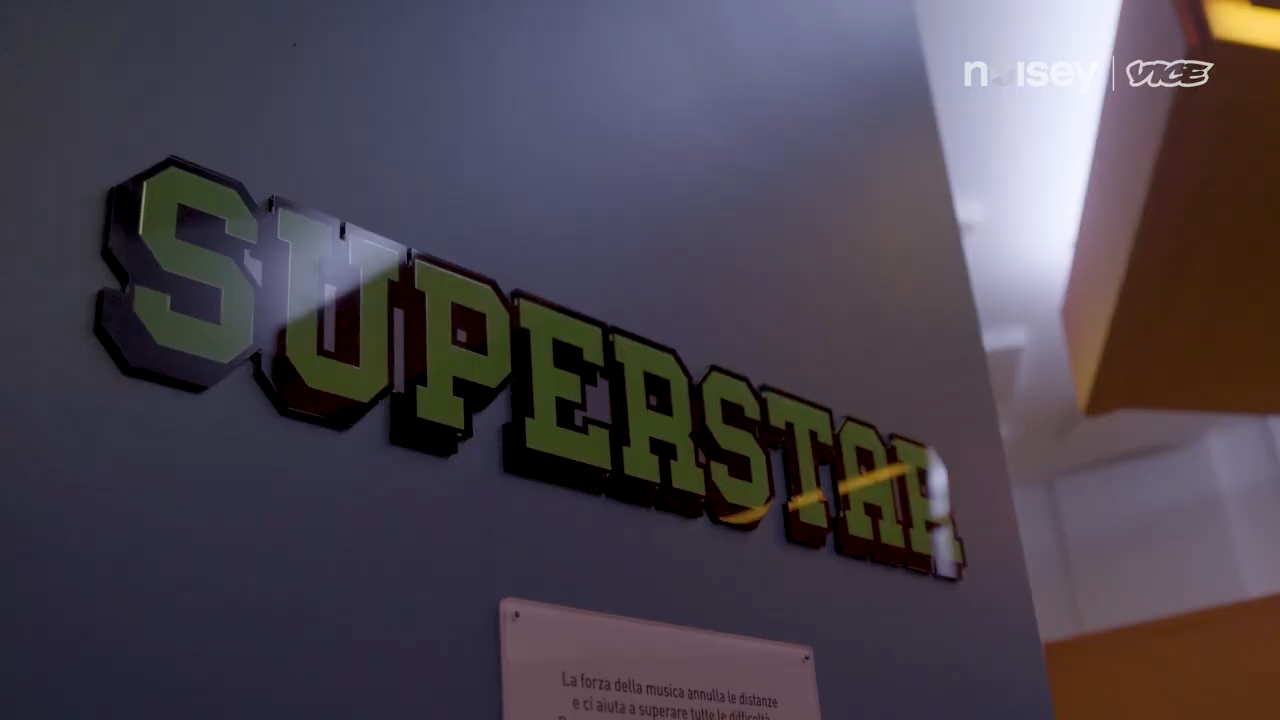 noisey | VICE
SUPERSTAR
La forza della musica annulla le distanze
e ci aiuta a superare tutte le difficoltà.